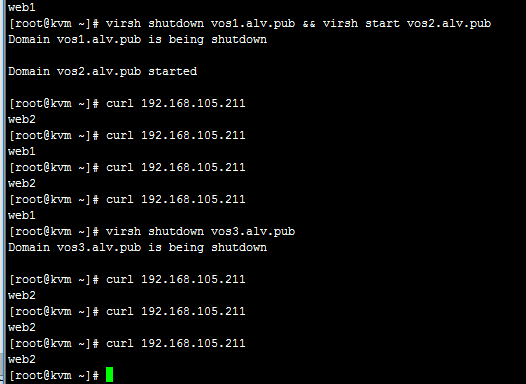 web1
[root@kvm ~]# virsh shutdown vos1.alv.pub && virsh start vos2.alv.pub
Domain vos1.alv.pub is being shutdown
Domain vos2.alv.pub started
[root@kvm ~]# curl 192.168.105.211
web2
[root@kvm ~]# curl 192.168.105.211
web1
[root@kvm ~]# curl 192.168.105.211
web2
[root@kvm ~]# curl 192.168.105.211
web1
[root@kvm ~]# virsh shutdown vos3.alv.pub
Domain vos3.alv.pub is being shutdown
[root@kvm ~]# curl 192.168.105.211
web2
[root@kvm ~]# curl 192.168.105.211
web2
[root@kvm ~]# curl 192.168.105.211
web2
[root@kvm ~]#